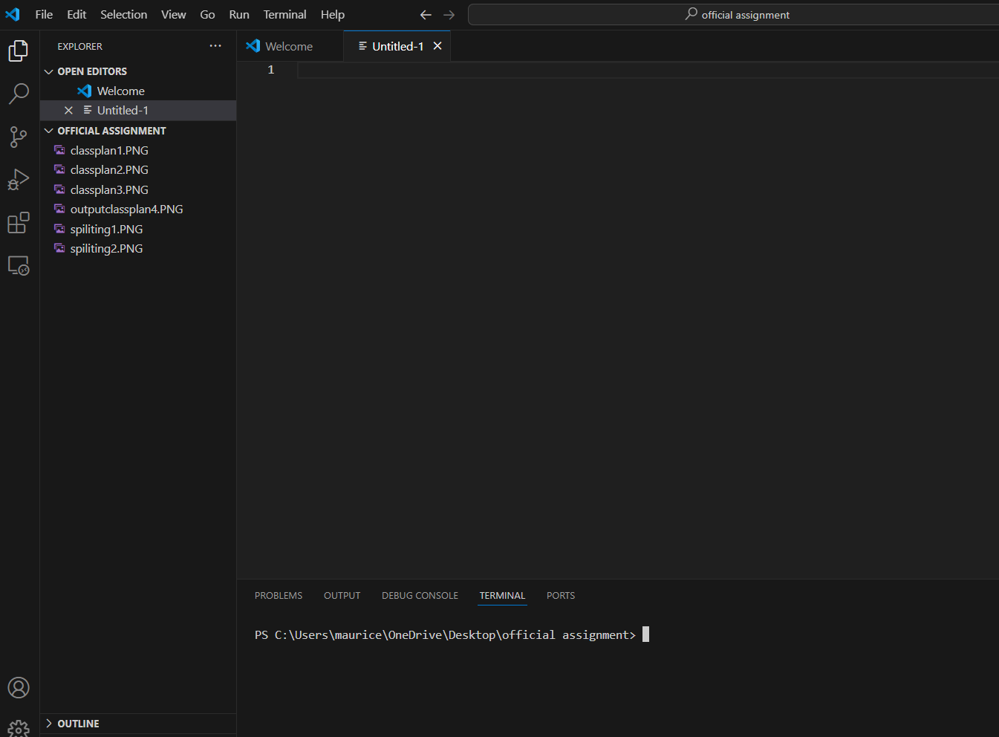 File Edit Selection View Go Run Terminal Help
official assignment
EXPLORER
OPEN EDITORS
Welcome
Untitled-1
OFFICIAL ASSIGNMENT
classplan1.PNG
classplan2.PNG
classplan3.PNG
outputclassplan4.PNG
spiliting1.PNG
spiliting2.PNG
OUTLINE
Welcome Untitled-1
1
PROBLEMS OUTPUT DEBUG CONSOLE TERMINAL PORTS
PS C:\Users\maurice\OneDrive\Desktop\official assignment>